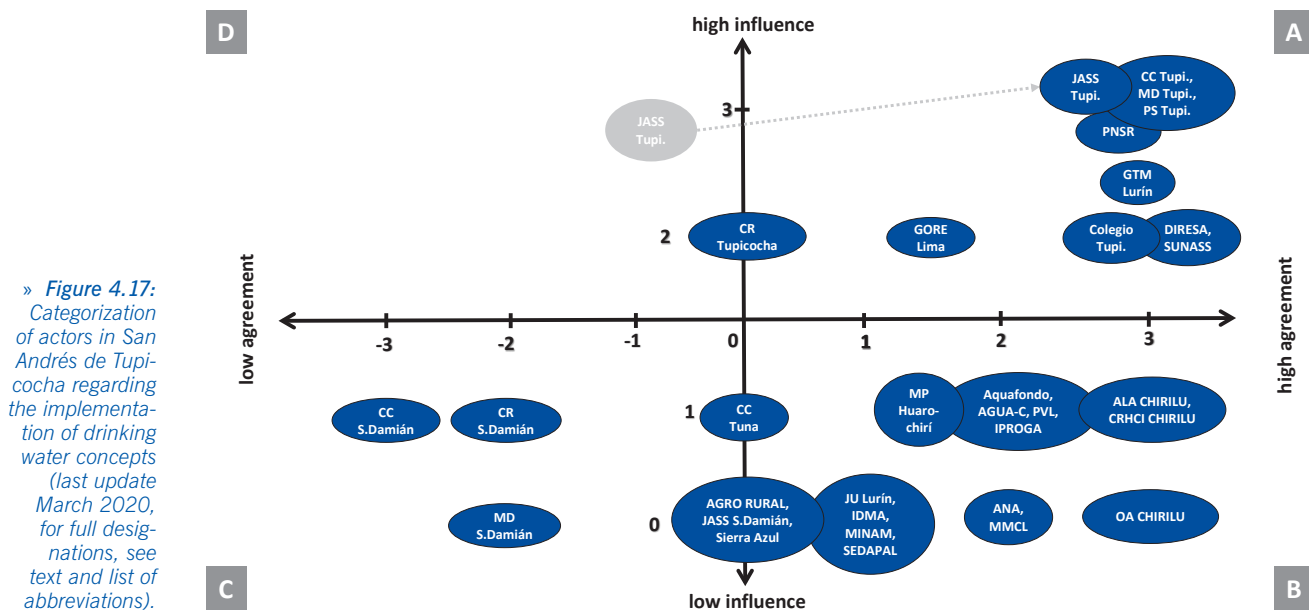 D
high influence
A
3
JASS
Tupi.
JASS
Tupi.
CC Tupi.,
MD Tupi.,
PS Tupi.
PNSR
GTM
Lurín
2
CR
Tupicocha
GORE
Lima
Colegio
Tupi.
DIRESA,
SUNASS
» Figure 4.17:
Categorization
of actors in San
Andrés de Tupi-
cocha regarding
the implementa-
tion of drinking
water concepts
(last update
March 2020,
for full desig-
nations, see
text and list of
abbreviations).
low agreement
-3
-2
-1
0
1
2
3
high agreement
CC
S.Damián
CR
S.Damián
1
CC
Tuna
MP
Huaro-
chirí
Aquafondo,
AGUA-C, PVL,
IPROGA
ALA CHIRILU,
CRHCI CHIRILU
MD
S.Damián
0
AGRO RURAL,
JASS S.Damián,
Sierra Azul
JU Lurín,
IDMA,
MINAM,
SEDAPAL
ANA,
MMCL
OA CHIRILU
C
low influence
B